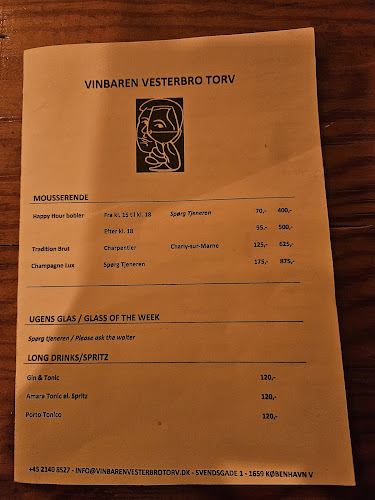 VINBAREN VESTERBRO TORV
MOUSSERENDE
Happy Hour bobler Fra kl. 15 til kl. 18 Spørg Tjeneren 70,- 400,-
Efter kl. 18 95,- 500,-
Tradition Brut Charpentier Charly-sur-Marne 125,- 625,-
Champagne Lux Spørg Tjeneren 175,- 875,-
UGENS GLAS / GLASS OF THE WEEK
Spørg tjeneren / Please ask the waiter
LONG DRINKS/SPRITZ
Gin & Tonic 120,-
Amaro Tonic el. Spritz 120,-
Porto Tonico 120,-
+45 2140 8527 - INFO@VINBARENVESTERBROTORV.DK - SVENDSGADE 1 - 1659 KØBENHAVN V